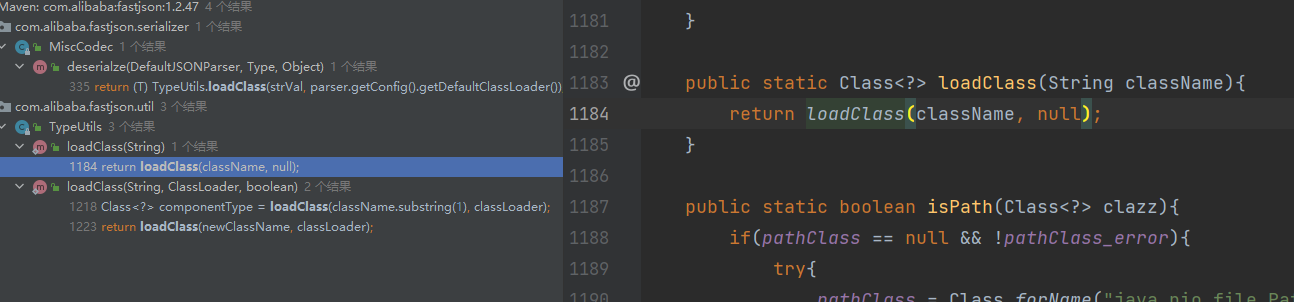 Maven: com.alibaba:fastjson:1.2.47 4 个结果
com.alibaba.fastjson.serializer 1 个结果
MiscCodec 1 个结果
deserialze(DefaultJSONParser, Type, Object) 1 个结果
335 return (T) TypeUtils.loadClass(strVal, parser.getConfig().getDefaultClassLoader())
com.alibaba.fastjson.util 3 个结果
TypeUtils 3 个结果
loadClass(String) 1 个结果
1184 return loadClass(className, null);
loadClass(String, ClassLoader, boolean) 2 个结果
1218 Class<?> componentType = loadClass(className.substring(1), classLoader);
1223 return loadClass(newClassName, classLoader);
1181 }
1182
1183 @ public static Class<?> loadClass(String className){
1184 return loadClass(className, null);
1185 }
1186
1187 public static boolean isPath(Class<?> clazz){
1188 if(pathClass == null && !pathClass_error){
1189 try{
1190 pathClass = Class.forName("java.nio.file.Pa